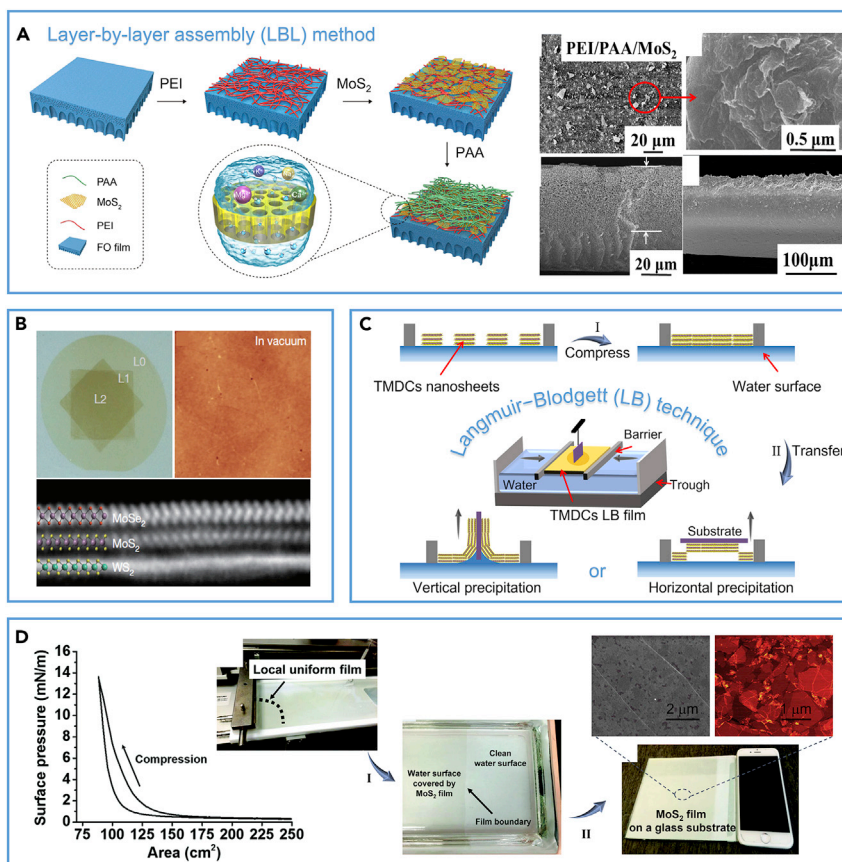 A Layer-by-layer assembly (LBL) method
PEI
MoS₂
PAA
PAA
MoS₂
PEI
FO film
PEI/PAA/MoS₂
20 μm
0.5 μm
20 μm
100μm
B
L0
L1
L2
In vacuum
MoSe₂
MoS₂
WS₂
C
I
Compress
TMDCs nanosheets
Water surface
Langmuir–Blodgett (LB) technique
II Transfer
Barrier
Water
Trough
TMDCs LB film
Substrate
Vertical precipitation
or
Horizontal precipitation
D
Surface pressure (mN/m)
16
14
12
10
8
6
4
2
0
Compression
75 100 125 150 175 200 225 250
Area (cm²)
Local uniform film
I
Water surface
covered by
MoS₂ film
Clean
water surface
Film boundary
II
2 μm
1 μm
MoS₂ film
on a glass substrate